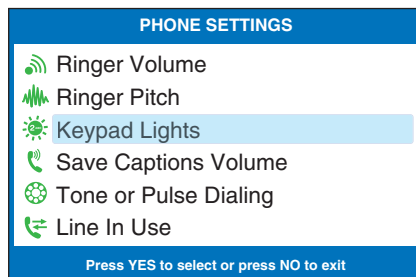 PHONE SETTINGS
Ringer Volume
Ringer Pitch
Keypad Lights
Save Captions Volume
Tone or Pulse Dialing
Line In Use
Press YES to select or press NO to exit